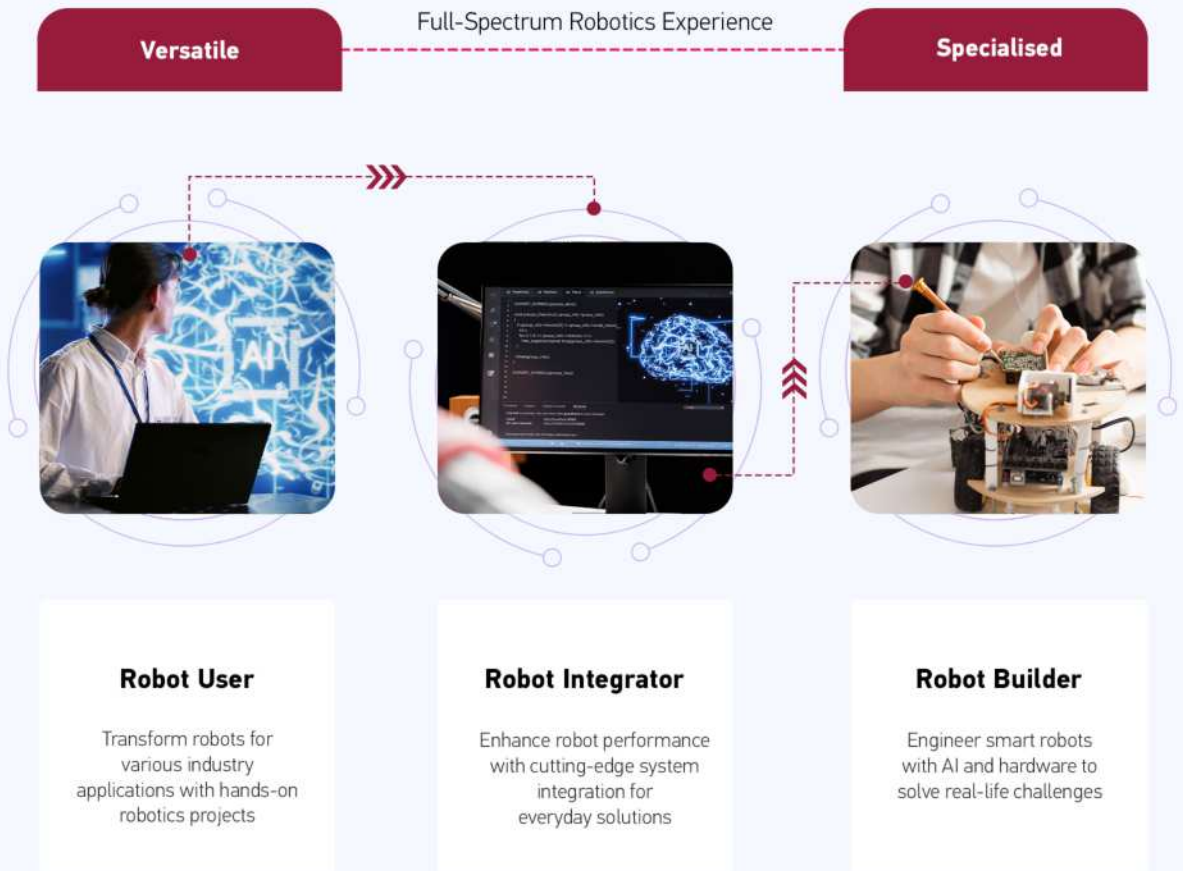 Full-Spectrum Robotics Experience
Versatile
Specialised
AI
AI
Robot User
Transform robots for
various industry
applications with hands-on
robotics projects
Robot Integrator
Enhance robot performance
with cutting-edge system
integration for
everyday solutions
Robot Builder
Engineer smart robots
with AI and hardware to
solve real-life challenges